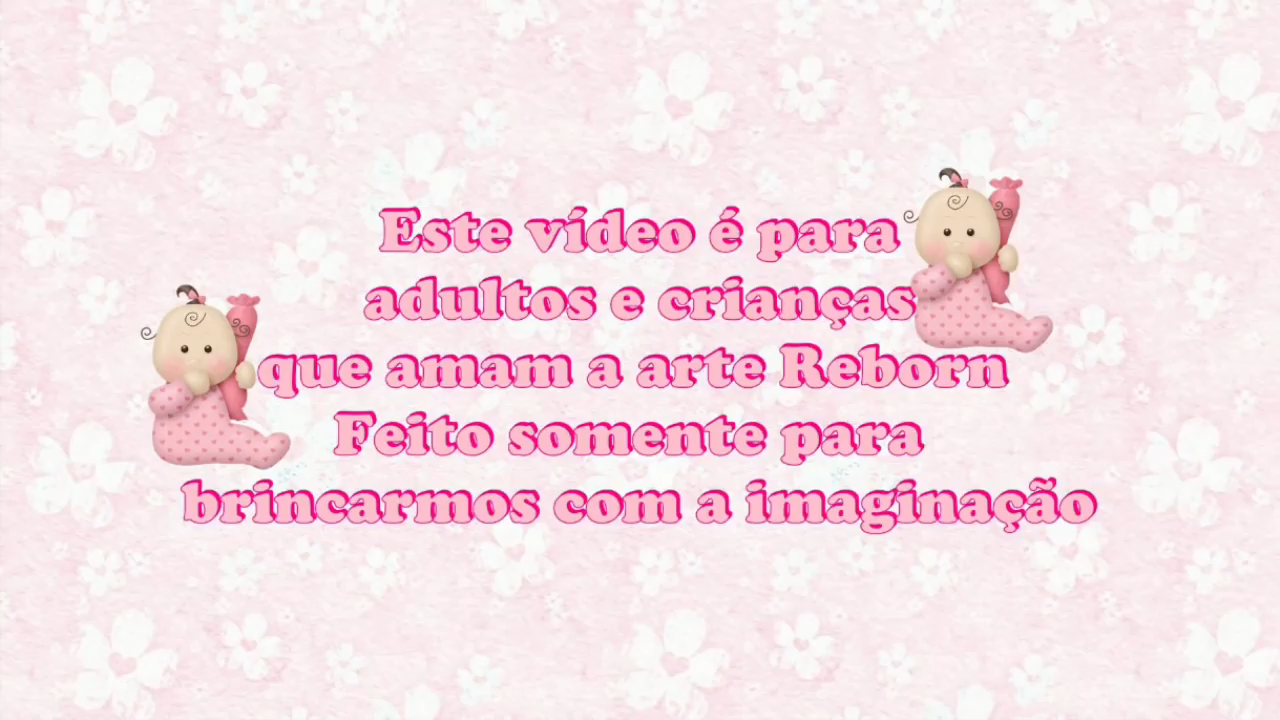 Este vídeo é para
adultos e crianças
que amam a arte Reborn
Feito somente para
brincarmos com a imaginação